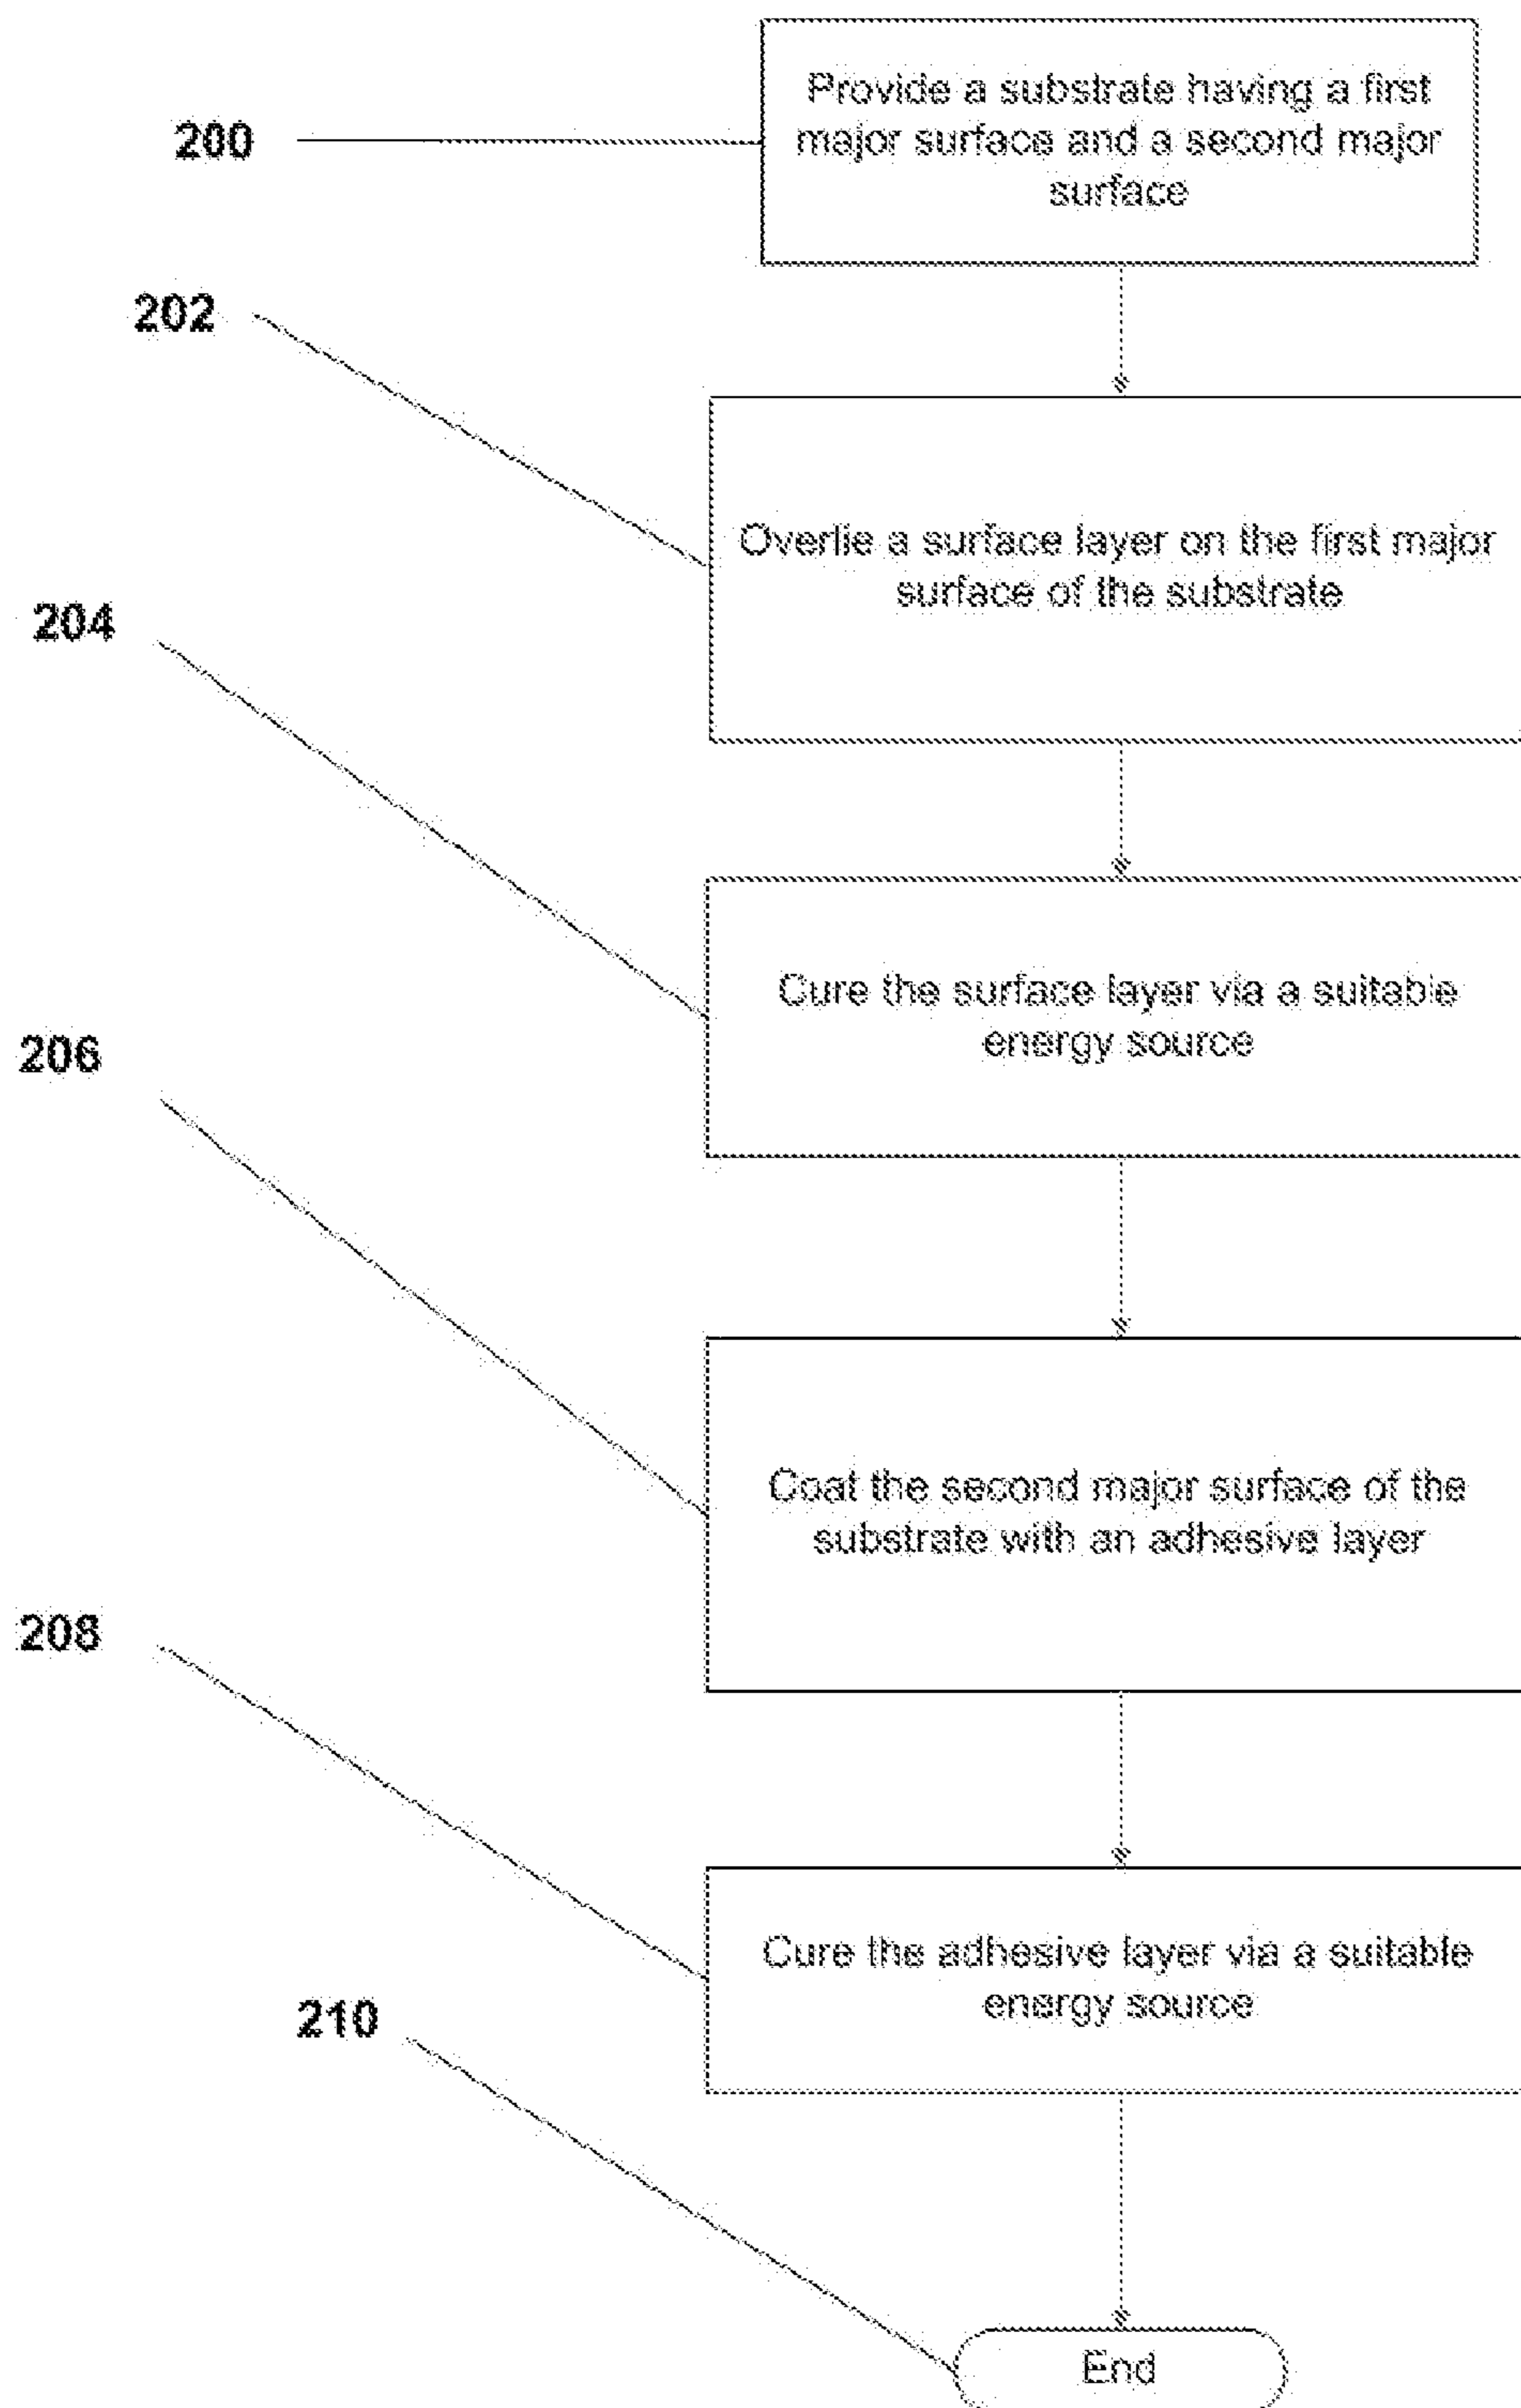 Provide a substrate having a first
200
major surface and a second major
surface
202
Overlie a surface layer on the first major
surface of the substrate
204
Cure the surface layer via a suitable
energy source
206
Coat the second major surface of the
substrate with an adhesive layer
208
Cure the adhesive layer via a suitable
energy source
210
End